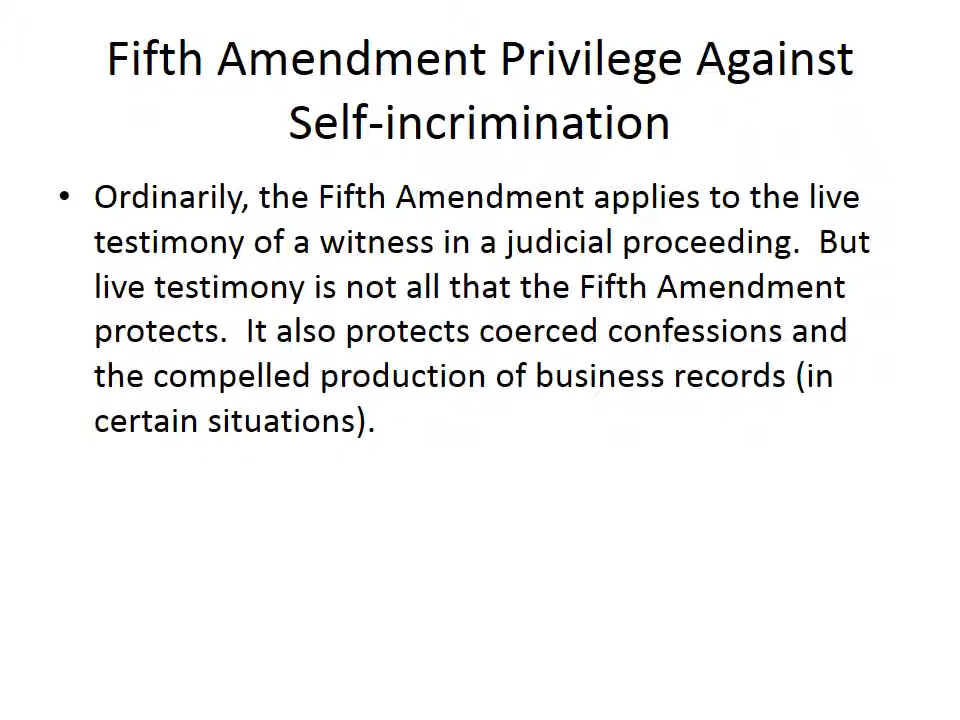 Fifth Amendment Privilege Against
Self-incrimination
• Ordinarily, the Fifth Amendment applies to the live
testimony of a witness in a judicial proceeding.  But
live testimony is not all that the Fifth Amendment
protects.  It also protects coerced confessions and
the compelled production of business records (in
certain situations).